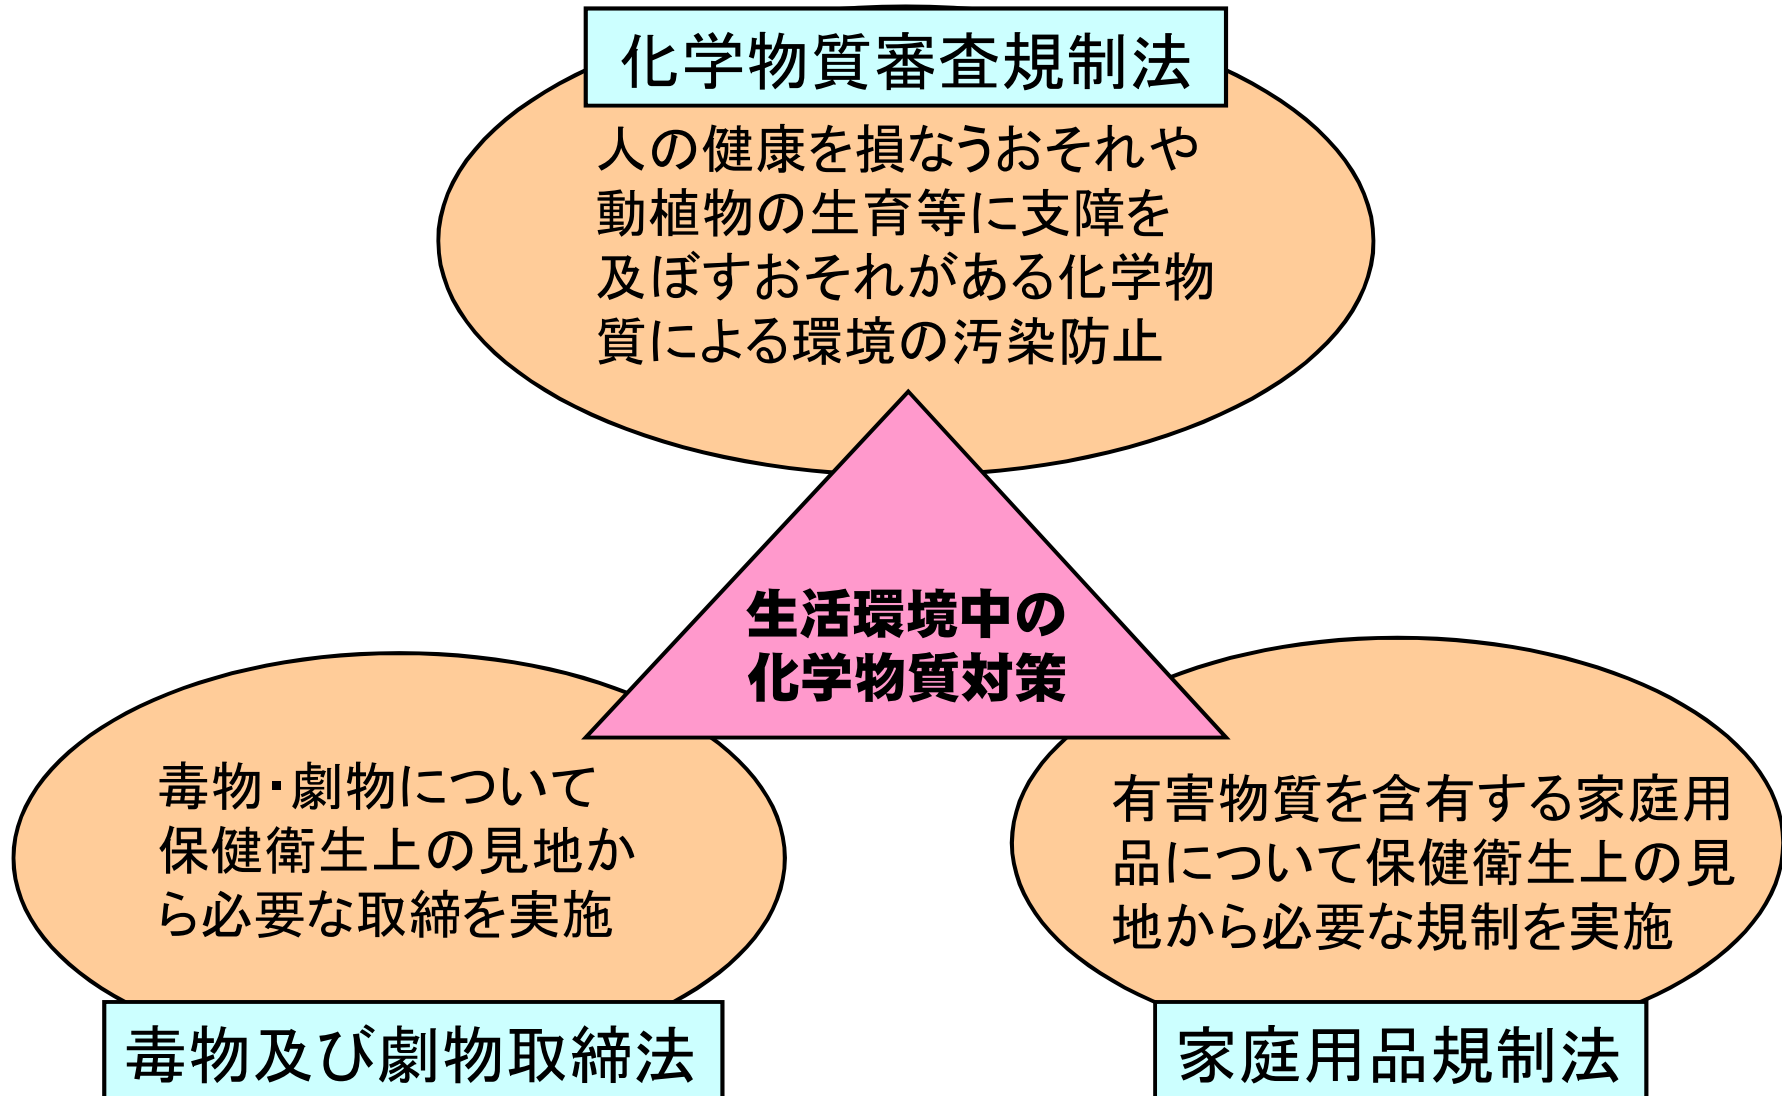 化学物質審査規制法
人の健康を損なうおそれや
動植物の生育等に支障を
及ぼすおそれがある化学物
質による環境の汚染防止
生活環境中の
化学物質対策
毒物・劇物について
保健衛生上の見地か
ら必要な取締を実施
毒物及び劇物取締法
有害物質を含有する家庭用
品について保健衛生上の見
地から必要な規制を実施
家庭用品規制法